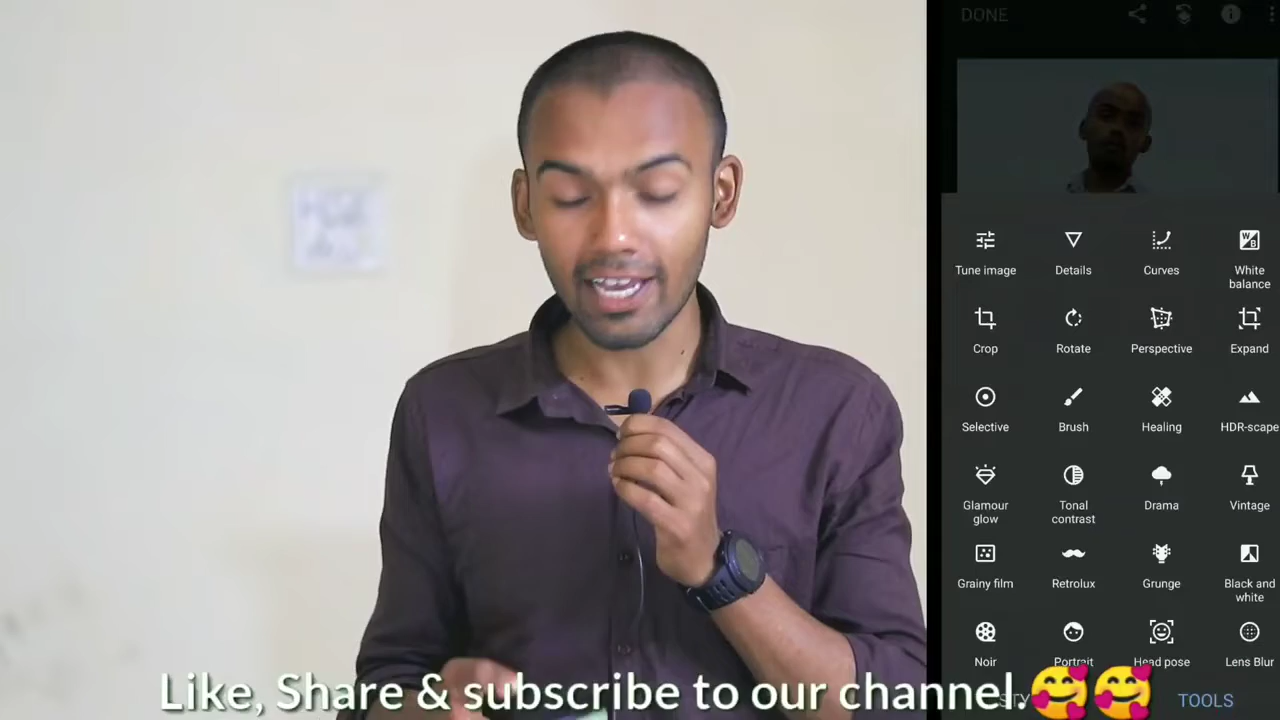 DONE
Tune image
Details
Curves
White
balance
Crop
Rotate
Perspective
Expand
Selective
Brush
Healing
HDR-scape
Glamour
glow
Tonal
contrast
Drama
Vintage
Grainy film
Retrolux
Grunge
Black and
white
Noir
Portrait
Head pose
Lens Blur
TOOLS
Like, Share & subscribe to our channel 🥰🥰